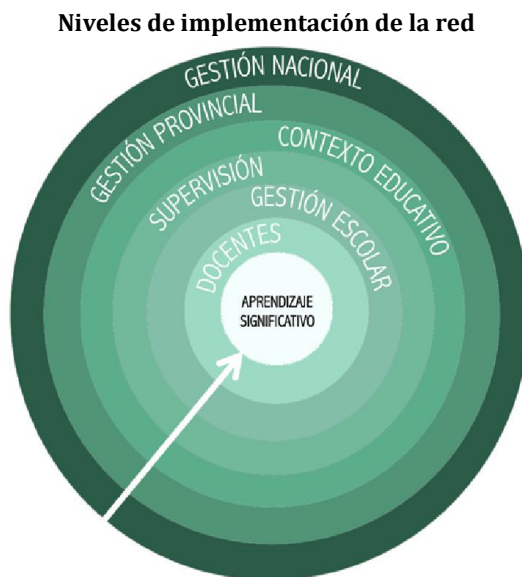 Niveles de implementación de la red
GESTIÓN NACIONAL
GESTIÓN PROVINCIAL
CONTEXTO EDUCATIVO
SUPERVISIÓN
GESTIÓN ESCOLAR
DOCENTES
APRENDIZAJE
SIGNIFICATIVO